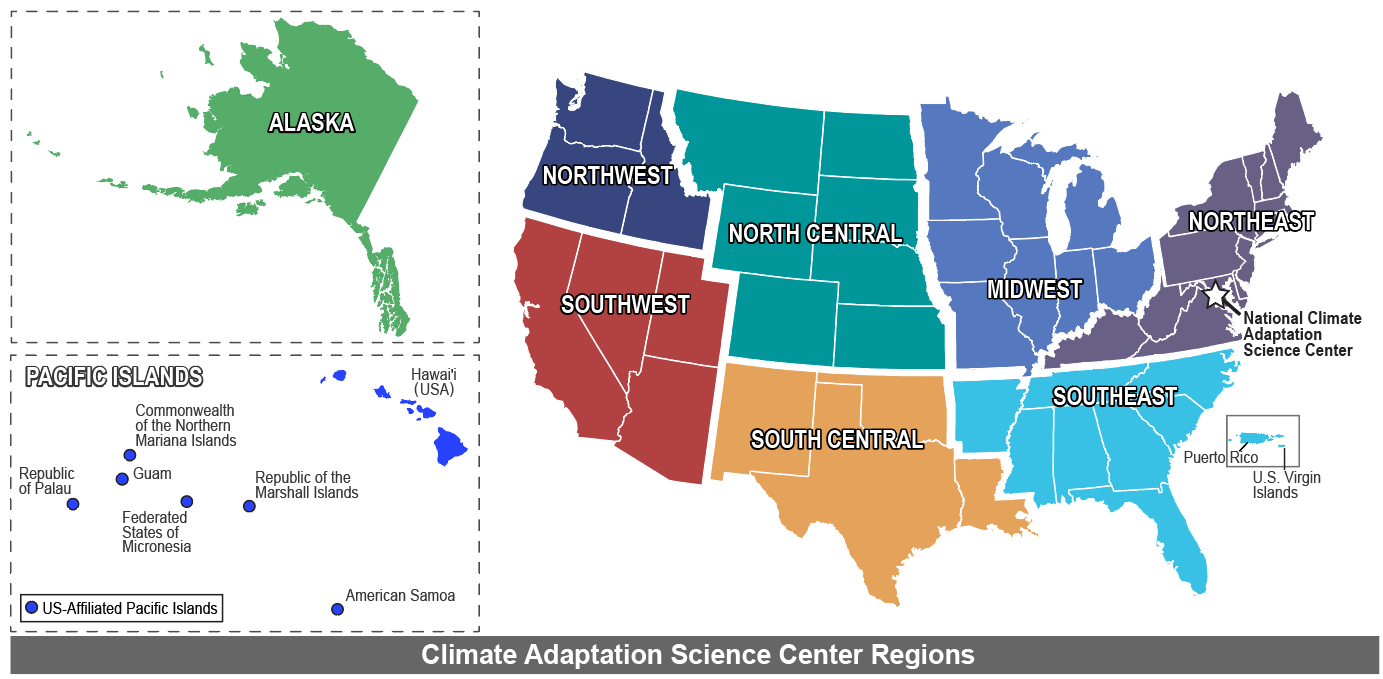 ALASKA
NORTHWEST
NORTH CENTRAL
MIDWEST
NORTHEAST
SOUTHWEST
National Climate
Adaptation
Science Center
SOUTHEAST
SOUTH CENTRAL
Puerto Rico
U.S. Virgin
Islands
PACIFIC ISLANDS
Hawai'i
(USA)
Commonwealth
of the Northern
Mariana Islands
Guam
Republic
of Palau
Republic of the
Marshall Islands
Federated
States of
Micronesia
American Samoa
US-Affiliated Pacific Islands
Climate Adaptation Science Center Regions